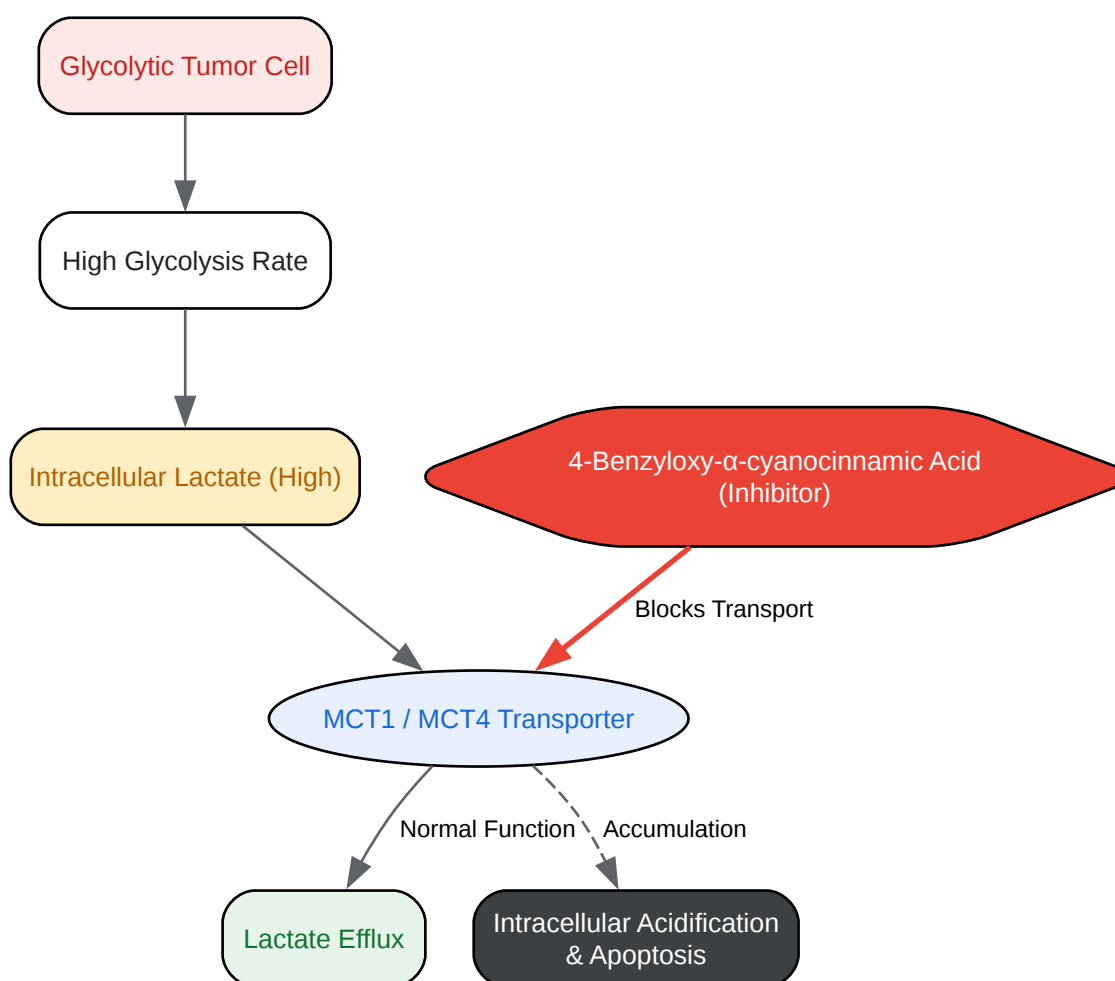 Glycolytic Tumor Cell
High Glycolysis Rate
Intracellular Lactate (High)
4-Benzyloxy-α-cyanocinnamic Acid
(Inhibitor)
Blocks Transport
MCT1 / MCT4 Transporter
Normal Function
Accumulation
Lactate Efflux
Intracellular Acidification
& Apoptosis